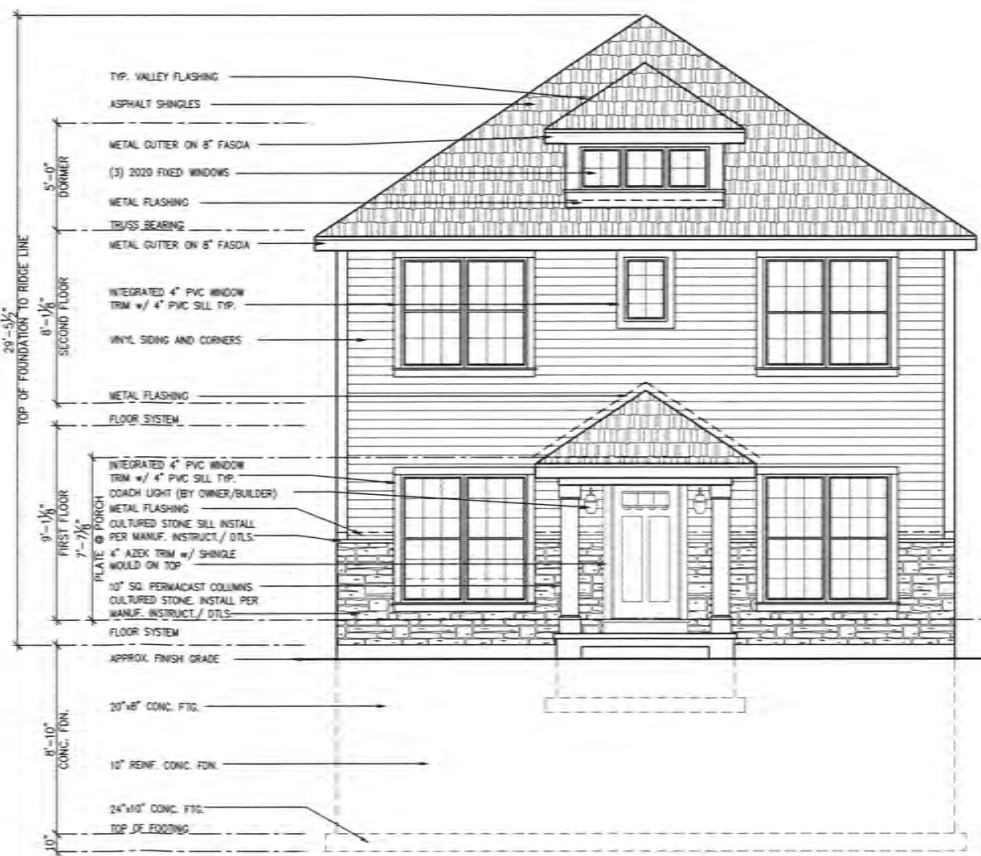 TYP. VALLEY FLASHING
ASPHALT SHINGLES
METAL GUTTER ON 8" FASCIA
(3) 2020 FIXED WINDOWS
METAL FLASHING
TRUSS BEARING
METAL GUTTER ON 8" FASCIA
INTEGRATED 4" PVC WINDOW
TRIM w/ 4" PVC SILL TYP.
VINYL SIDING AND CORNERS
METAL FLASHING
FLOOR SYSTEM
INTEGRATED 4" PVC WINDOW
TRIM w/ 4" PVC SILL TYP.
COACH LIGHT (BY OWNER/BUILDER)
METAL FLASHING
CULTURED STONE SILL INSTALL
PER MANUF. INSTRUCT./ DTLS.
4" AZEK TRIM w/ SHINGLE
MOULD ON TOP
10" SQ. PERMACAST COLUMNS
CULTURED STONE. INSTALL PER
MANUF. INSTRUCT./ DTLS.
FLOOR SYSTEM
APPROX. FINISH GRADE
20"x8" CONC. FTG.
10" REINF. CONC. FDN.
24"x10" CONC. FTG.
TOP OF FOOTING
29'-5½"
TOP OF FOUNDATION TO RIDGE LINE
5'-0"
DORMER
8'-1⅛"
SECOND FLOOR
9'-1⅛"
FIRST FLOOR
7'-7⅛"
PLATE @ PORCH
8'-10"
CONC. FDN.
10"